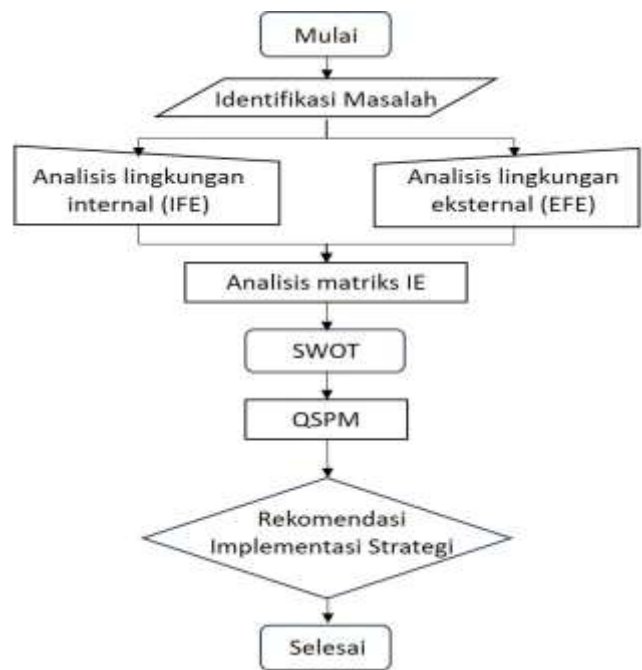 Mulai
Identifikasi Masalah
Analisis lingkungan
internal (IFE)
Analisis lingkungan
eksternal (EFE)
Analisis matriks IE
SWOT
QSPM
Rekomendasi
Implementasi Strategi
Selesai